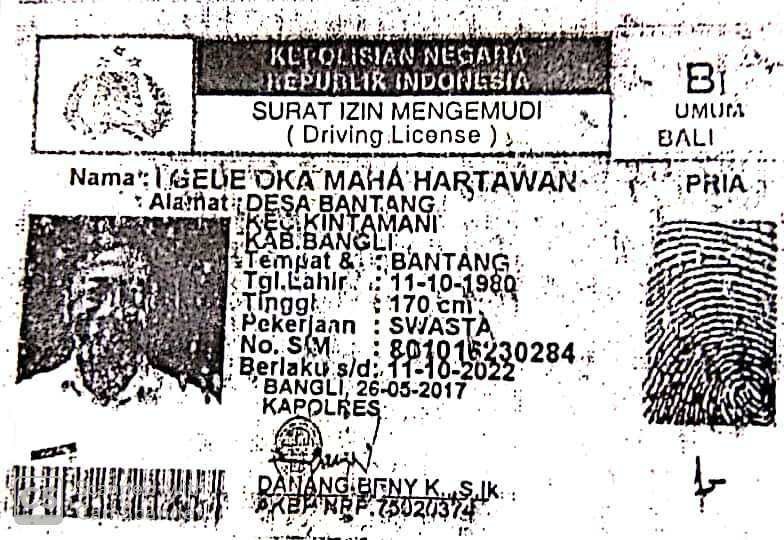 KEPOLISIAN NEGARA
REPUBLIK INDONESIA
SURAT IZIN MENGEMUDI
( Driving License )
BI
UMUM
BALI
Nama : I GEDE OKA MAHA HARTAWAN
PRIA
Alamat : DESA BANTANG
KEC.KINTAMANI
KAB.BANGLI
Tempat & : BANTANG
Tgl.Lahir : 11-10-1980
Tinggi : 170 cm
Pekerjaan : SWASTA
No. SIM : 801016230284
Berlaku s/d : 11-10-2022
BANGLI, 26-05-2017
KAPOLRES
DANANG BENY K., S.Ik
AKBP NRP.75020374
CS